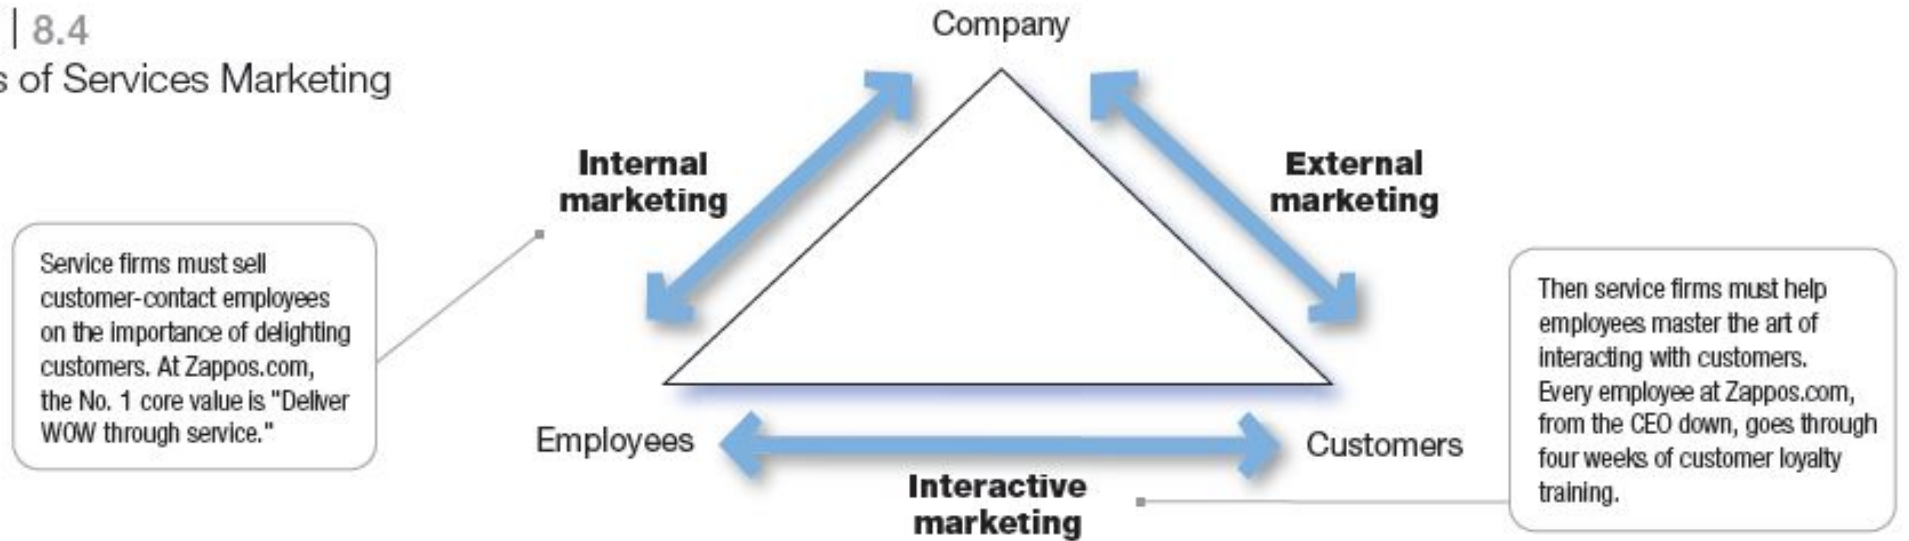 | 8.4
s of Services Marketing
Company
Internal
marketing
External
marketing
Service firms must sell
customer-contact employees
on the importance of delighting
customers. At Zappos.com,
the No. 1 core value is "Deliver
WOW through service."
Then service firms must help
employees master the art of
interacting with customers.
Every employee at Zappos.com,
from the CEO down, goes through
four weeks of customer loyalty
training.
Employees
Customers
Interactive
marketing